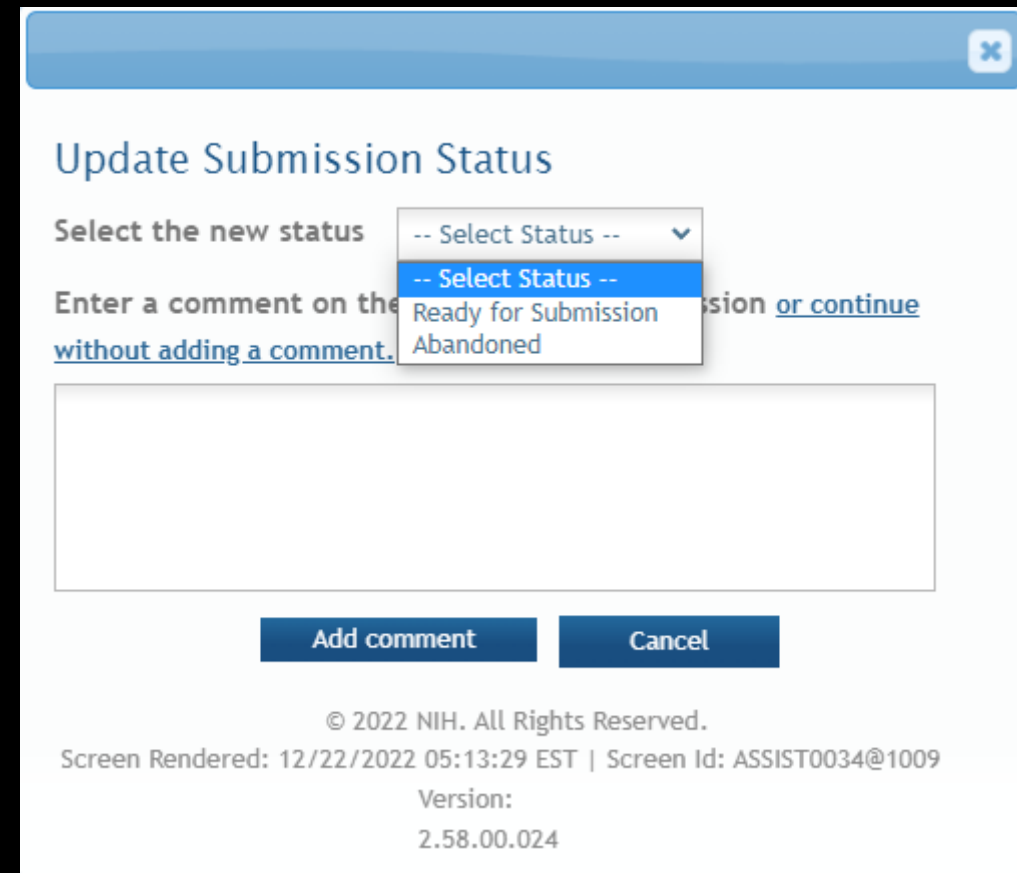 Update Submission Status
Select the new status
-- Select Status --
-- Select Status --
Ready for Submission
Abandoned
Enter a comment on the ssion or continue
without adding a comment.
Add comment
Cancel
© 2022 NIH. All Rights Reserved.
Screen Rendered: 12/22/2022 05:13:29 EST | Screen Id: ASSIST0034@1009
Version:
2.58.00.024